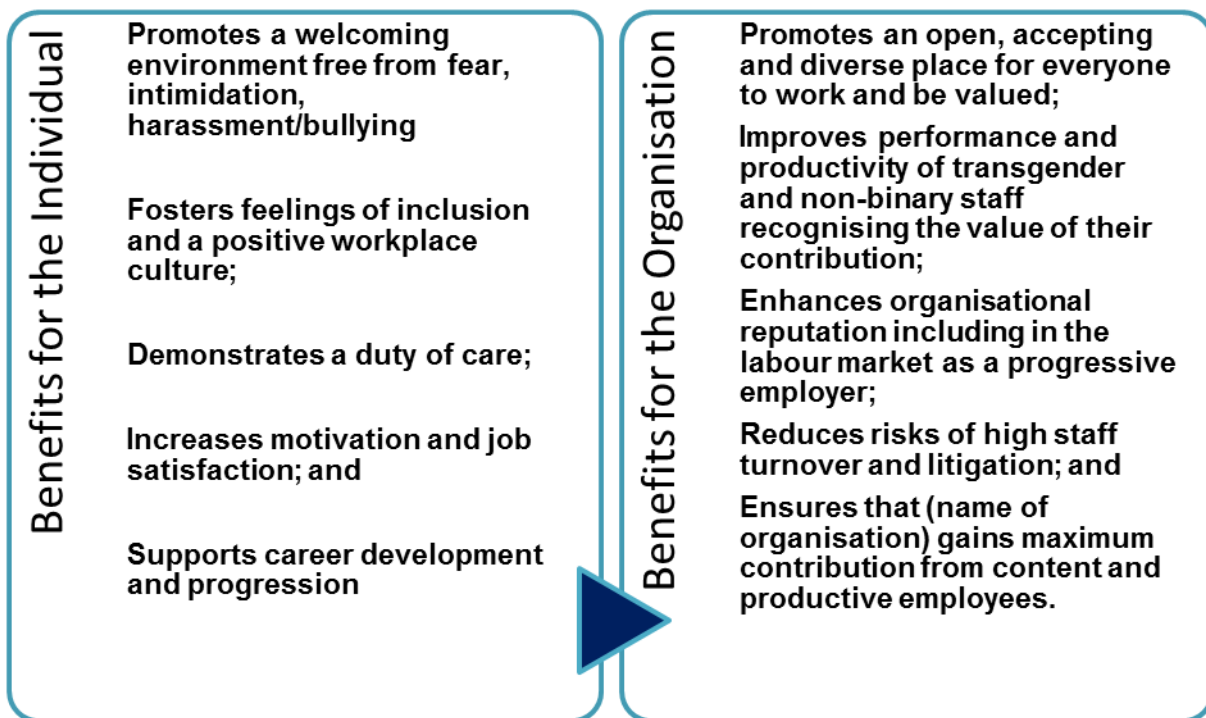 Benefits for the Individual
Promotes a welcoming
environment free from fear,
intimidation,
harassment/bullying
Fosters feelings of inclusion
and a positive workplace
culture;
Demonstrates a duty of care;
Increases motivation and job
satisfaction; and
Supports career development
and progression
Benefits for the Organisation
Promotes an open, accepting
and diverse place for everyone
to work and be valued;
Improves performance and
productivity of transgender
and non-binary staff
recognising the value of their
contribution;
Enhances organisational
reputation including in the
labour market as a progressive
employer;
Reduces risks of high staff
turnover and litigation; and
Ensures that (name of
organisation) gains maximum
contribution from content and
productive employees.